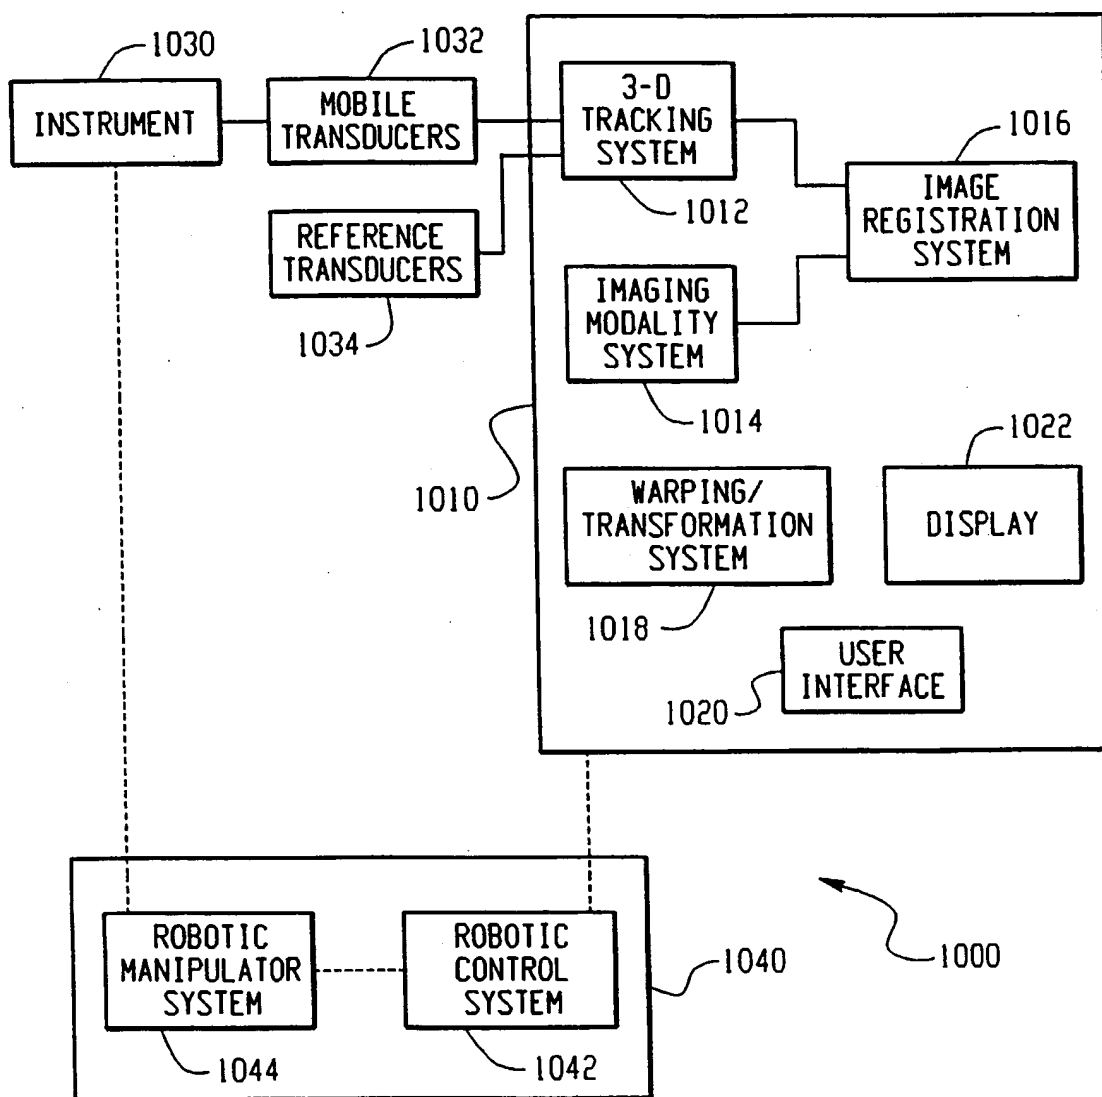 1030
INSTRUMENT
1032
MOBILE
TRANSDUCERS
REFERENCE
TRANSDUCERS
1034
3-D
TRACKING
SYSTEM
1012
1016
IMAGE
REGISTRATION
SYSTEM
IMAGING
MODALITY
SYSTEM
1014
1010
WARPING/
TRANSFORMATION
SYSTEM
1018
1022
DISPLAY
USER
INTERFACE
1020
ROBOTIC
MANIPULATOR
SYSTEM
1044
ROBOTIC
CONTROL
SYSTEM
1042
1040
1000